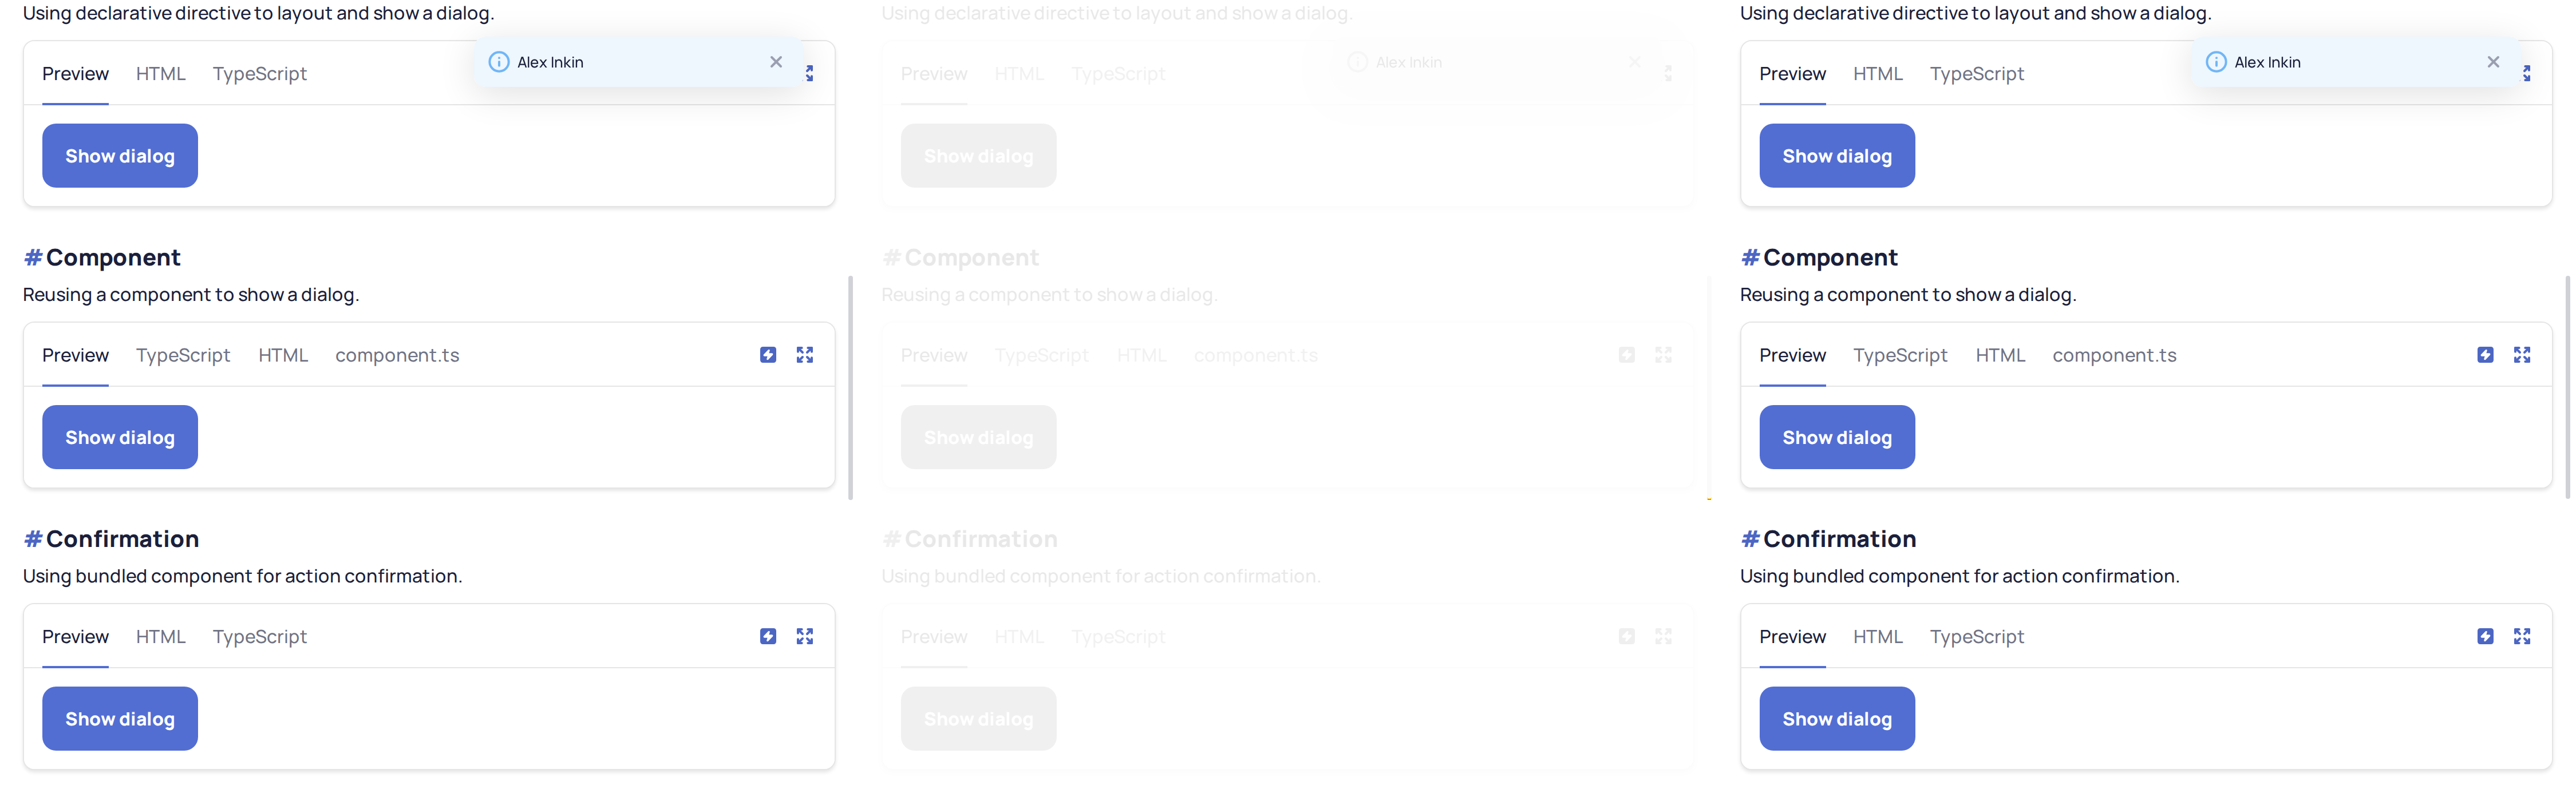 Using declarative directive to layout and show a dialog.
Alex Inkin
Preview HTML TypeScript
Show dialog
#Component
Reusing a component to show a dialog.
Preview TypeScript HTML component.ts
Show dialog
#Confirmation
Using bundled component for action confirmation.
Preview HTML TypeScript
Show dialog
Using declarative directive to layout and show a dialog.
Alex Inkin
Preview HTML TypeScript
Show dialog
#Component
Reusing a component to show a dialog.
Preview TypeScript HTML component.ts
Show dialog
#Confirmation
Using bundled component for action confirmation.
Preview HTML TypeScript
Show dialog
Using declarative directive to layout and show a dialog.
Alex Inkin
Preview HTML TypeScript
Show dialog
#Component
Reusing a component to show a dialog.
Preview TypeScript HTML component.ts
Show dialog
#Confirmation
Using bundled component for action confirmation.
Preview HTML TypeScript
Show dialog